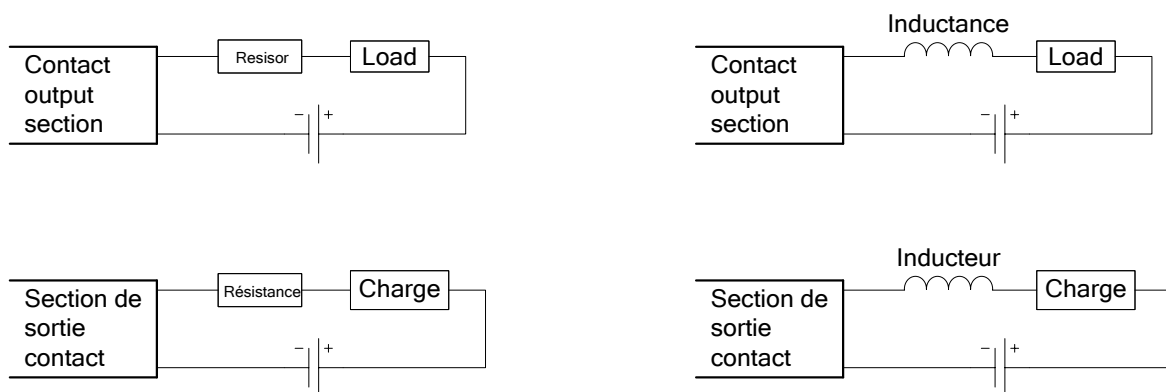 Contact
output
section
Resisor
Load
− +
Inductance
Contact
output
section
Load
− +
Section de
sortie
contact
Résistance
Charge
− +
Inducteur
Section de
sortie
contact
Charge
− +